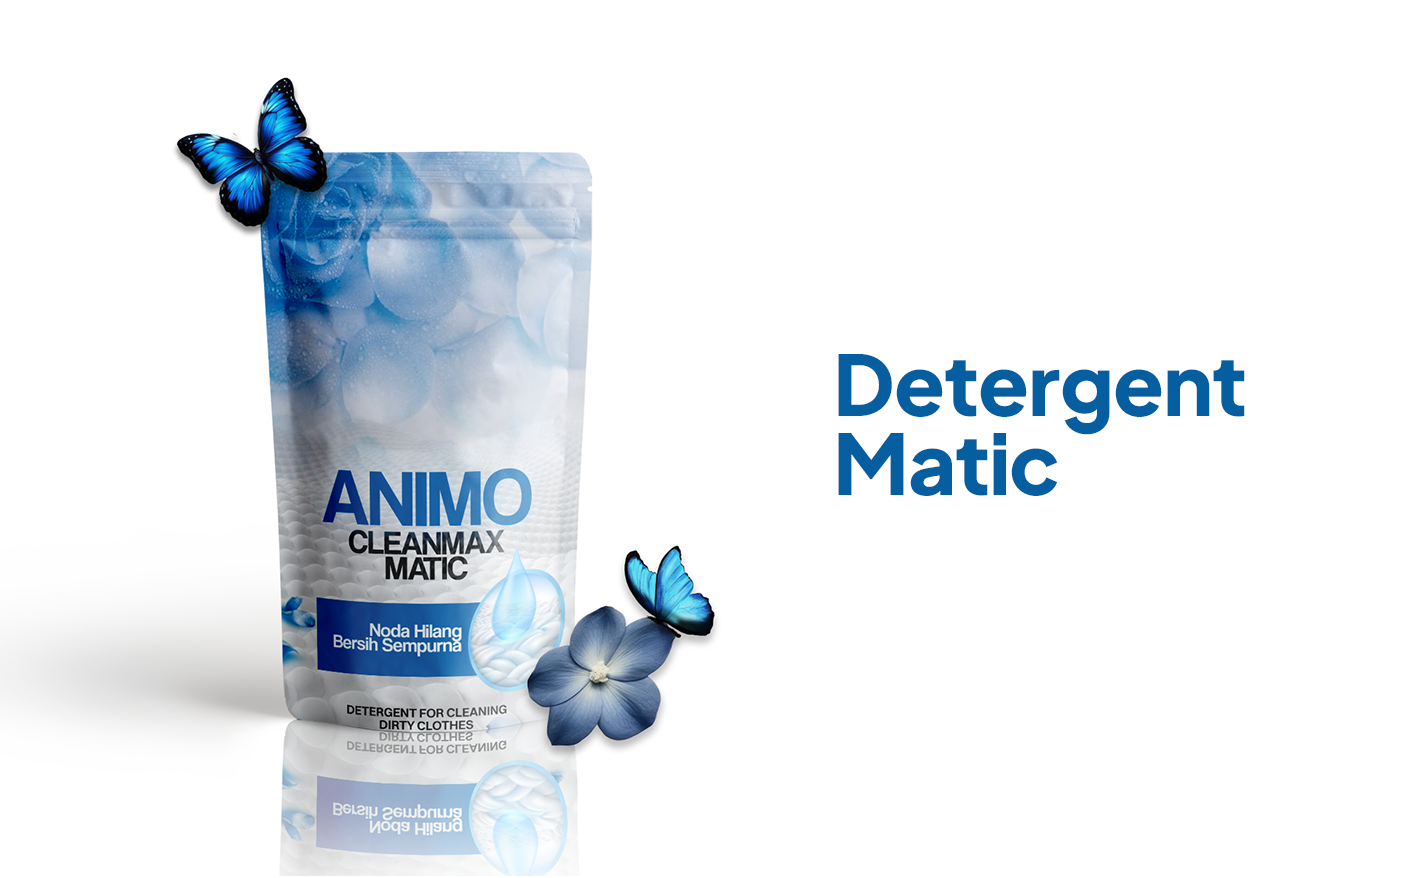 ANIMO
CLEANMAX
MATIC
Noda Hilang
Bersih Sempurna
DETERGENT FOR CLEANING
DIRTY CLOTHES
Detergent
Matic